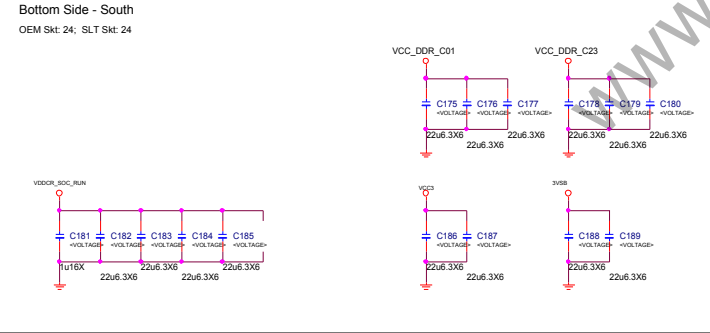 Bottom Side - South
OEM Skt: 24; SLT Skt: 24
VCC_DDR_C01
VCC_DDR_C23
C175 C176 C177
<VOLTAGE> <VOLTAGE> <VOLTAGE>
22u6.3X6 22u6.3X6
22u6.3X6
C178 C179 C180
<VOLTAGE> <VOLTAGE> <VOLTAGE>
22u6.3X6 22u6.3X6
22u6.3X6
VDDCR_SOC_RUN
VCC3
3VSB
C181 C182 C183 C184 C185
<VOLTAGE> <VOLTAGE> <VOLTAGE> <VOLTAGE> <VOLTAGE>
1u16X 22u6.3X6 22u6.3X6
22u6.3X6 22u6.3X6
C186 C187
<VOLTAGE> <VOLTAGE>
22u6.3X6
22u6.3X6
C188 C189
<VOLTAGE> <VOLTAGE>
22u6.3X6
22u6.3X6
www